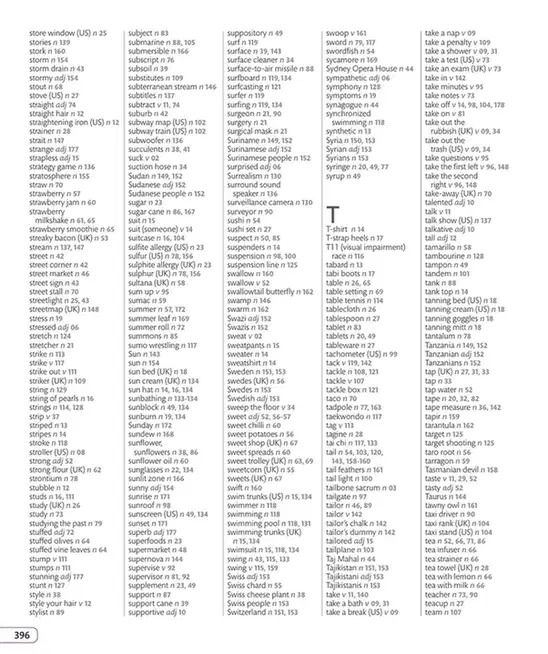 store window (US) n 25
stories n 139
stork n 160
storm n 154
storm drain n 43
stormy adj 154
stout n 68
stove (US) n 27
straight adj 74
straight hair n 12
straightening iron (US) n 12
strainer n 28
strait n 147
strange adj 177
strapless adj 15
strategy game n 136
stratosphere n 155
straw n 70
strawberry n 57
strawberry jam n 60
strawberry
milkshake n 61, 65
strawberry smoothie n 65
streaky bacon (UK) n 53
stream n 137, 147
street n 42
street corner n 42
street market n 46
street sign n 43
street stall n 70
streetlight n 25, 43
streetmap (UK) n 148
stress n 19
stressed adj 06
stretch n 124
stretcher n 21
strike n 113
strike v 117
strike out v 111
striker (UK) n 109
string n 129
string of pearls n 16
strings n 114, 128
strip v 37
striped n 13
stripes n 14
stroke n 118
stroller (US) n 08
strong adj 52
strong flour (UK) n 62
strontium n 78
stubble n 12
studs n 16, 111
study (UK) n 26
study n 73
studying the past n 79
stuffed adj 72
stuffed olives n 64
stuffed vine leaves n 64
stump v 111
stumps n 111
stunning adj 177
stunt n 127
style n 38
style your hair v 12
stylist n 89
subject n 83
submarine n 88, 105
submersible n 166
subscript n 76
subsoil n 39
substitutes n 109
subterranean stream n 146
subtitles n 137
subtract v 11, 74
suburb n 42
subway map (US) n 102
subway train (US) n 102
subwoofer n 136
succulents n 38, 41
suck v 02
suction hose n 34
Sudan n 149, 152
Sudanese adj 152
Sudanese people n 152
sugar n 23
sugar cane n 86, 167
suit n 15
suit (someone) v 14
suitcase n 16, 104
sulfite allergy (US) n 23
sulfur (US) n 78, 156
sulphite allergy (UK) n 23
sulphur (UK) n 78, 156
sultana (UK) n 58
sum up v 95
sumac n 59
summer n 57, 172
summer leaf n 169
summer roll n 72
summons n 85
sumo wrestling n 117
Sun n 143
sun n 154
sun bed (UK) n 18
sun cream (UK) n 134
sun hat n 14, 16, 134
sunbathing n 133-134
sunblock n 49, 134
sunburn n 19, 134
Sunday n 172
sundew n 168
sunflower,
sunflowers n 38, 86
sunflower oil n 60
sunglasses n 22, 134
sunlit zone n 166
sunny adj 154
sunrise n 171
sunroof n 98
sunscreen (US) n 49, 134
sunset n 171
superb adj 177
superfoods n 23
supermarket n 48
supernova n 144
supervise v 92
supervisor n 81, 92
supplement n 23, 49
support n 87
support cane n 39
supportive adj 10
suppository n 49
surf n 119
surface n 39, 143
surface cleaner n 34
surface-to-air missile n 88
surfboard n 119, 134
surfcasting n 121
surfer n 119
surfing n 119, 134
surgeon n 21, 90
surgery n 21
surgical mask n 21
Suriname n 149, 152
Surinamese adj 152
Surinamese people n 152
surprised adj 06
Surrealism n 130
surround sound
speaker n 136
surveillance camera n 130
surveyor n 90
sushi n 54
sushi set n 27
suspect n 50, 85
suspenders n 14
suspension n 98, 100
suspension line n 125
swallow n 160
swallow v 52
swallowtail butterfly n 162
swamp n 146
swarm n 162
Swazi adj 152
Swazis n 152
sweat v 02
sweatpants n 15
sweater n 14
sweatshirt n 14
Sweden n 151, 153
swedes (UK) n 56
Swedes n 153
Swedish adj 153
sweep the floor v 34
sweet adj 52, 56-57
sweet chilli n 60
sweet potatoes n 56
sweet shop (UK) n 67
sweet spreads n 60
sweet trolley (UK) n 63, 69
sweetcorn (UK) n 55
sweets (UK) n 67
swift n 160
swim trunks (US) n 15, 134
swimmer n 118
swimming n 118
swimming pool n 118, 131
swimming trunks (UK)
n 15, 134
swimsuit n 15, 118, 134
swing n 43, 115, 133
swing v 115, 159
Swiss adj 153
Swiss chard n 55
Swiss cheese plant n 38
Swiss people n 153
Switzerland n 151, 153
swoop v 161
sword n 79, 117
swordfish n 54
sycamore n 169
Sydney Opera House n 44
sympathetic adj 06
symphony n 128
symptoms n 19
synagogue n 44
synchronized
swimming n 118
synthetic n 13
Syria n 150, 153
Syrian adj 153
Syrians n 153
syringe n 20, 49, 77
syrup n 49
T
T-shirt n 14
T-strap heels n 17
T11 (visual impairment)
race n 116
tabard n 13
tabi boots n 17
table n 26, 65
table setting n 69
table tennis n 114
tablecloth n 26
tablespoon n 27
tablet n 83
tablets n 20, 49
tableware n 27
tachometer (US) n 99
tack v 119, 142
tackle n 108, 121
tackle v 107
tackle box n 121
taco n 70
tadpole n 77, 163
taekwondo n 117
tag v 113
tagine n 28
tai chi n 117, 133
tail n 54, 103, 120,
143, 158-160
tail feathers n 161
tail light n 100
tailbone sacrum n 03
tailgate n 97
tailor n 46, 89
tailor v 142
tailor's chalk n 142
tailor's dummy n 142
tailored adj 15
tailplane n 103
Taj Mahal n 44
Tajikistan n 151, 153
Tajikistani adj 153
Tajikistanis n 153
take v 11, 140
take a bath v 09, 31
take a break (US) v 09
take a nap v 09
take a penalty v 109
take a shower v 09, 31
take a test (US) v 73
take an exam (UK) v 73
take in v 142
take minutes v 95
take notes v 73
take off v 14, 98, 104, 178
take on v 81
take out the
rubbish (UK) v 09, 34
take out the
trash (US) v 09, 34
take questions v 95
take the first left v 96, 148
take the second
right v 96, 148
take-away (UK) n 70
talented adj 10
talk v 11
talk show (US) n 137
talkative adj 10
tall adj 12
tamarillo n 58
tambourine n 128
tampon n 49
tandem n 101
tank n 88
tank top n 14
tanning bed (US) n 18
tanning cream (US) n 18
tanning goggles n 18
tanning mitt n 18
tantalum n 78
Tanzania n 149, 152
Tanzanian adj 152
Tanzanians n 152
tap (UK) n 27, 31, 33
tap n 33
tap water n 52
tape n 20, 32, 82
tape measure n 36, 142
tapir n 159
tarantula n 162
target n 125
target shooting n 125
taro root n 56
tarragon n 59
Tasmanian devil n 158
taste v 11, 29, 52
tasty adj 52
Taurus n 144
tawny owl n 161
taxi driver n 90
taxi rank (UK) n 104
taxi stand (US) n 104
tea n 52, 66, 73, 86
tea infuser n 66
tea strainer n 66
tea towel (UK) n 28
tea with lemon n 66
tea with milk n 66
teacher n 73, 90
teacup n 27
team n 107
396